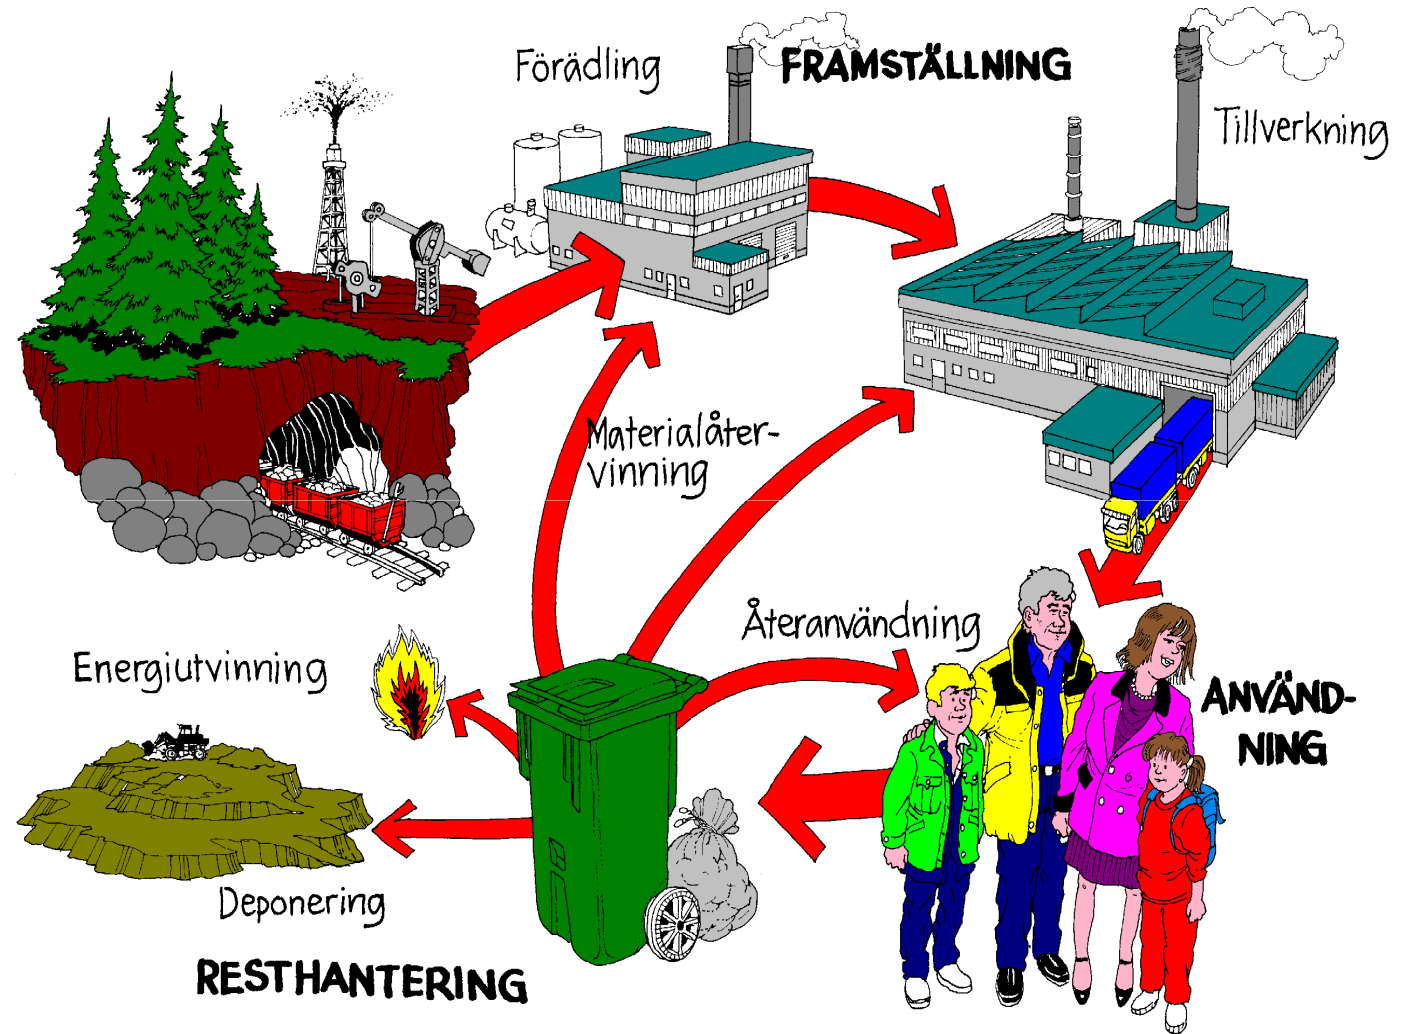 Förädling
FRAMSTÄLLNING
Tillverkning
Materialåter-
vinning
Återanvändning
Energiutvinning
ANVÄND-
NING
Deponering
RESTHANTERING